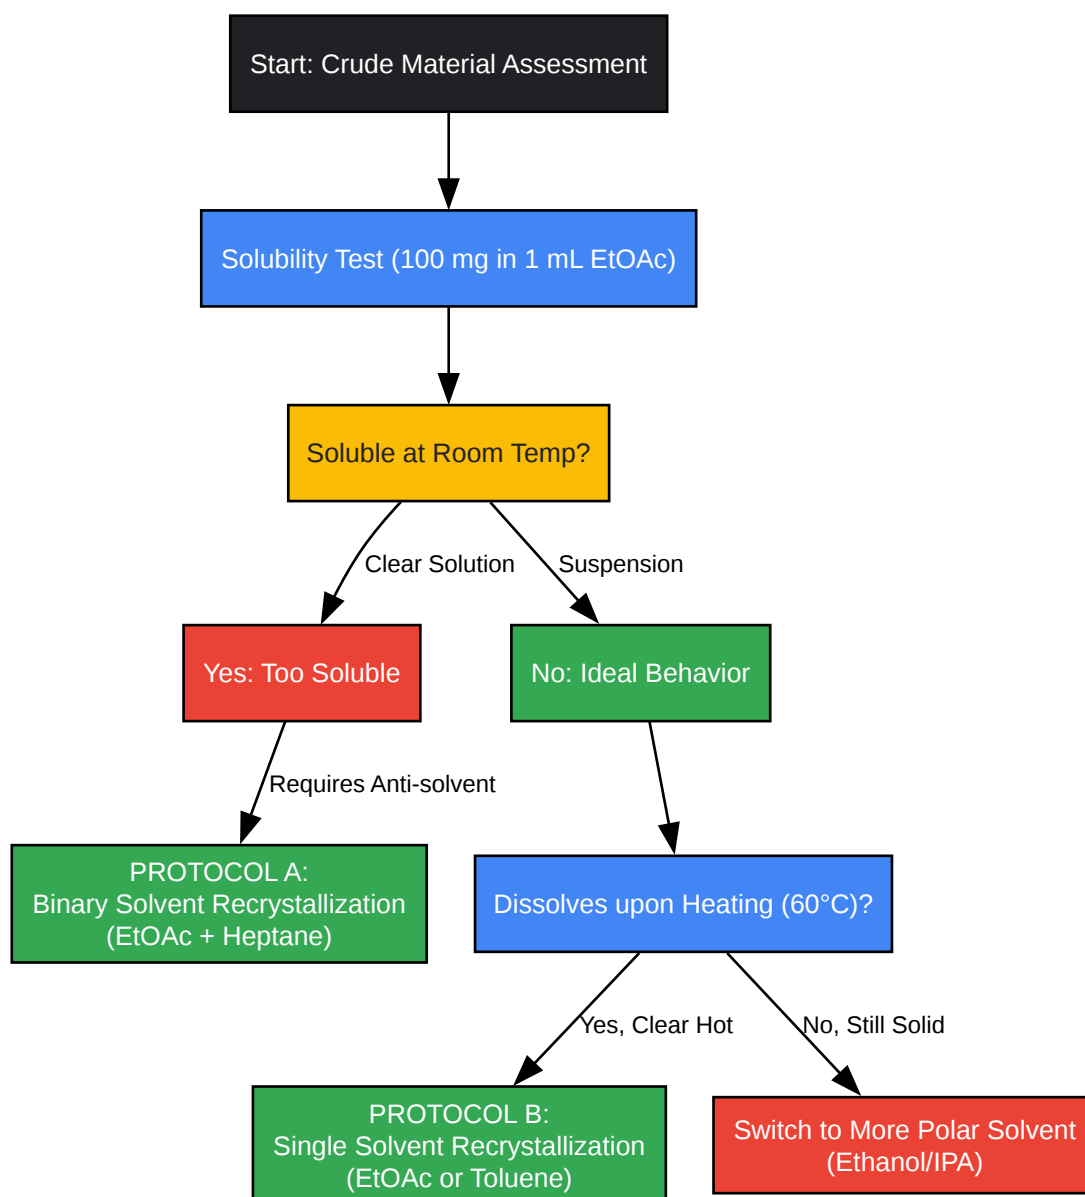 Start: Crude Material Assessment
Solubility Test (100 mg in 1 mL EtOAc)
Soluble at Room Temp?
Clear Solution
Suspension
Yes: Too Soluble
No: Ideal Behavior
Requires Anti-solvent
PROTOCOL A:
Binary Solvent Recrystallization
(EtOAc + Heptane)
Dissolves upon Heating (60°C)?
Yes, Clear Hot
No, Still Solid
PROTOCOL B:
Single Solvent Recrystallization
(EtOAc or Toluene)
Switch to More Polar Solvent
(Ethanol/IPA)